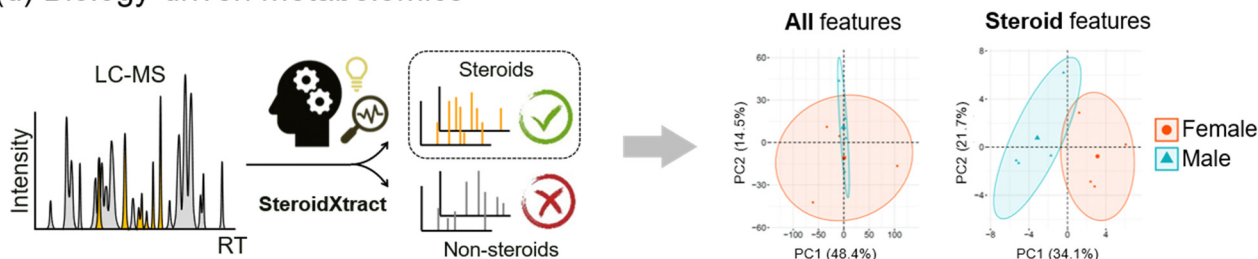 LC-MS
Intensity
RT
SteroidXtract
Steroids
Non-steroids
All features
60
30
0
−30
−60
−100 −50 0 50 100
PC2 (14.5%)
PC1 (48.4%)
Steroid features
8
4
0
−4
−8 −4 0 4
PC2 (21.7%)
PC1 (34.1%)
Female
Male